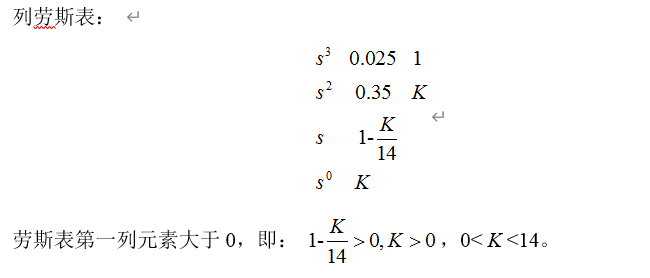 列劳斯表： ↵
s³ 0.025 1
s² 0.35 K
s 1-K/14 ↵
s⁰ K
劳斯表第一列元素大于 0，即： 1-K/14>0,K>0，0<K<14。